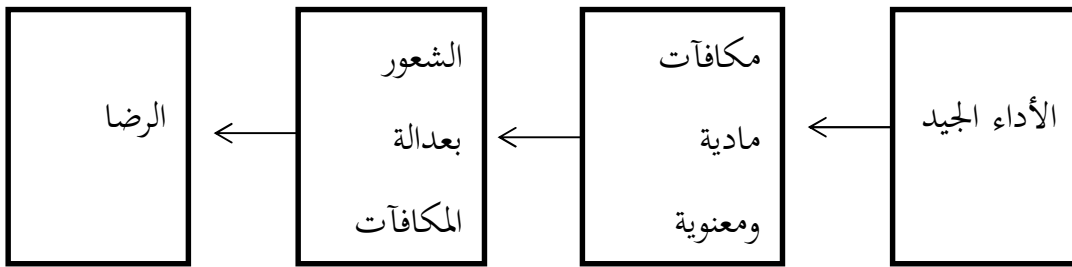 الأداء الجيد
مكافآت
مادية
ومعنوية
الشعور
بعدالة
المكافآت
الرضا